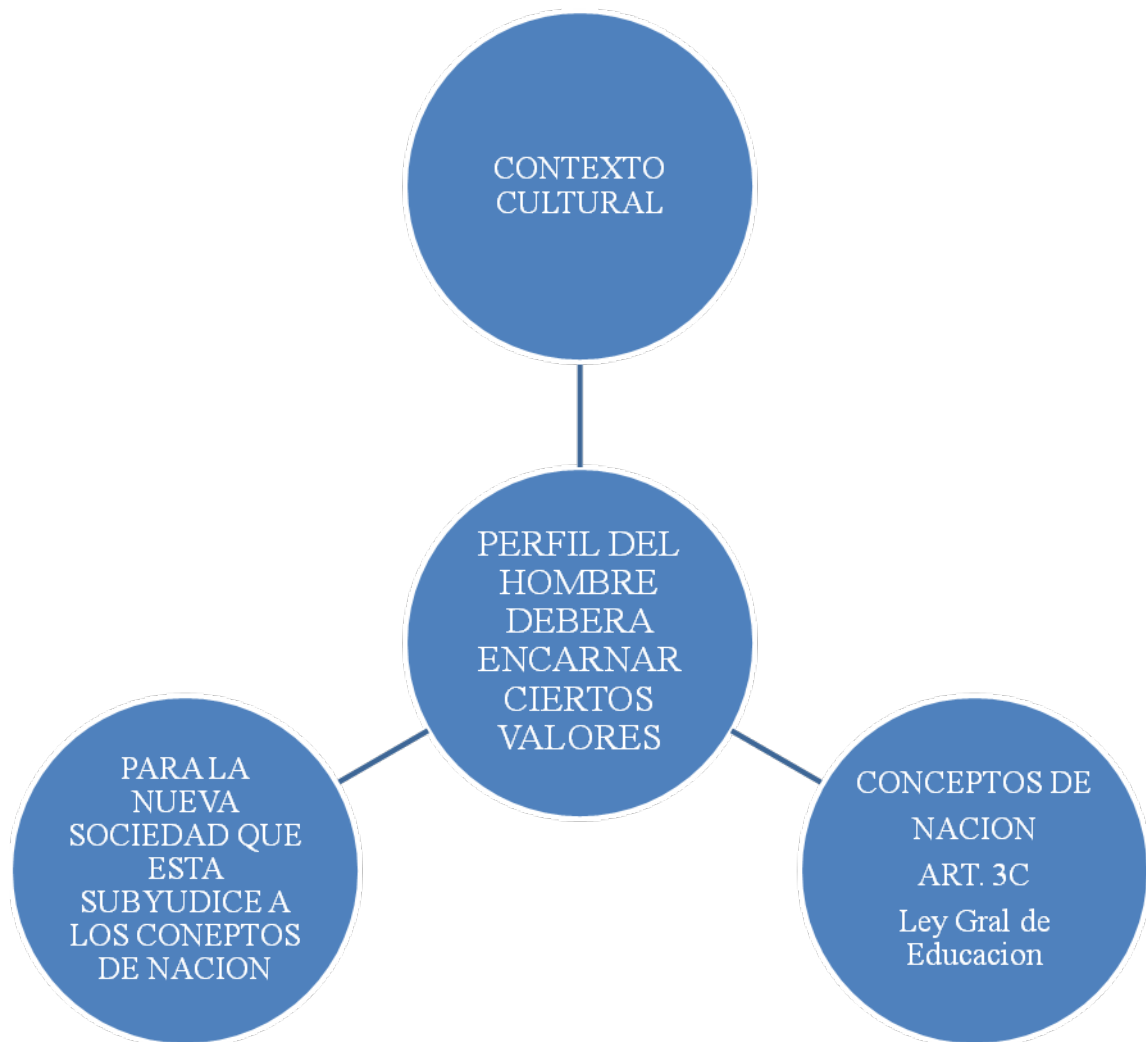 CONTEXTO
CULTURAL
PERFIL DEL
HOMBRE
DEBERA
ENCARNAR
CIERTOS
VALORES
PARA LA
NUEVA
SOCIEDAD QUE
ESTA
SUBYUDICE A
LOS CONEPTOS
DE NACION
CONCEPTOS DE
NACION
ART. 3C
Ley Gral de
Educacion